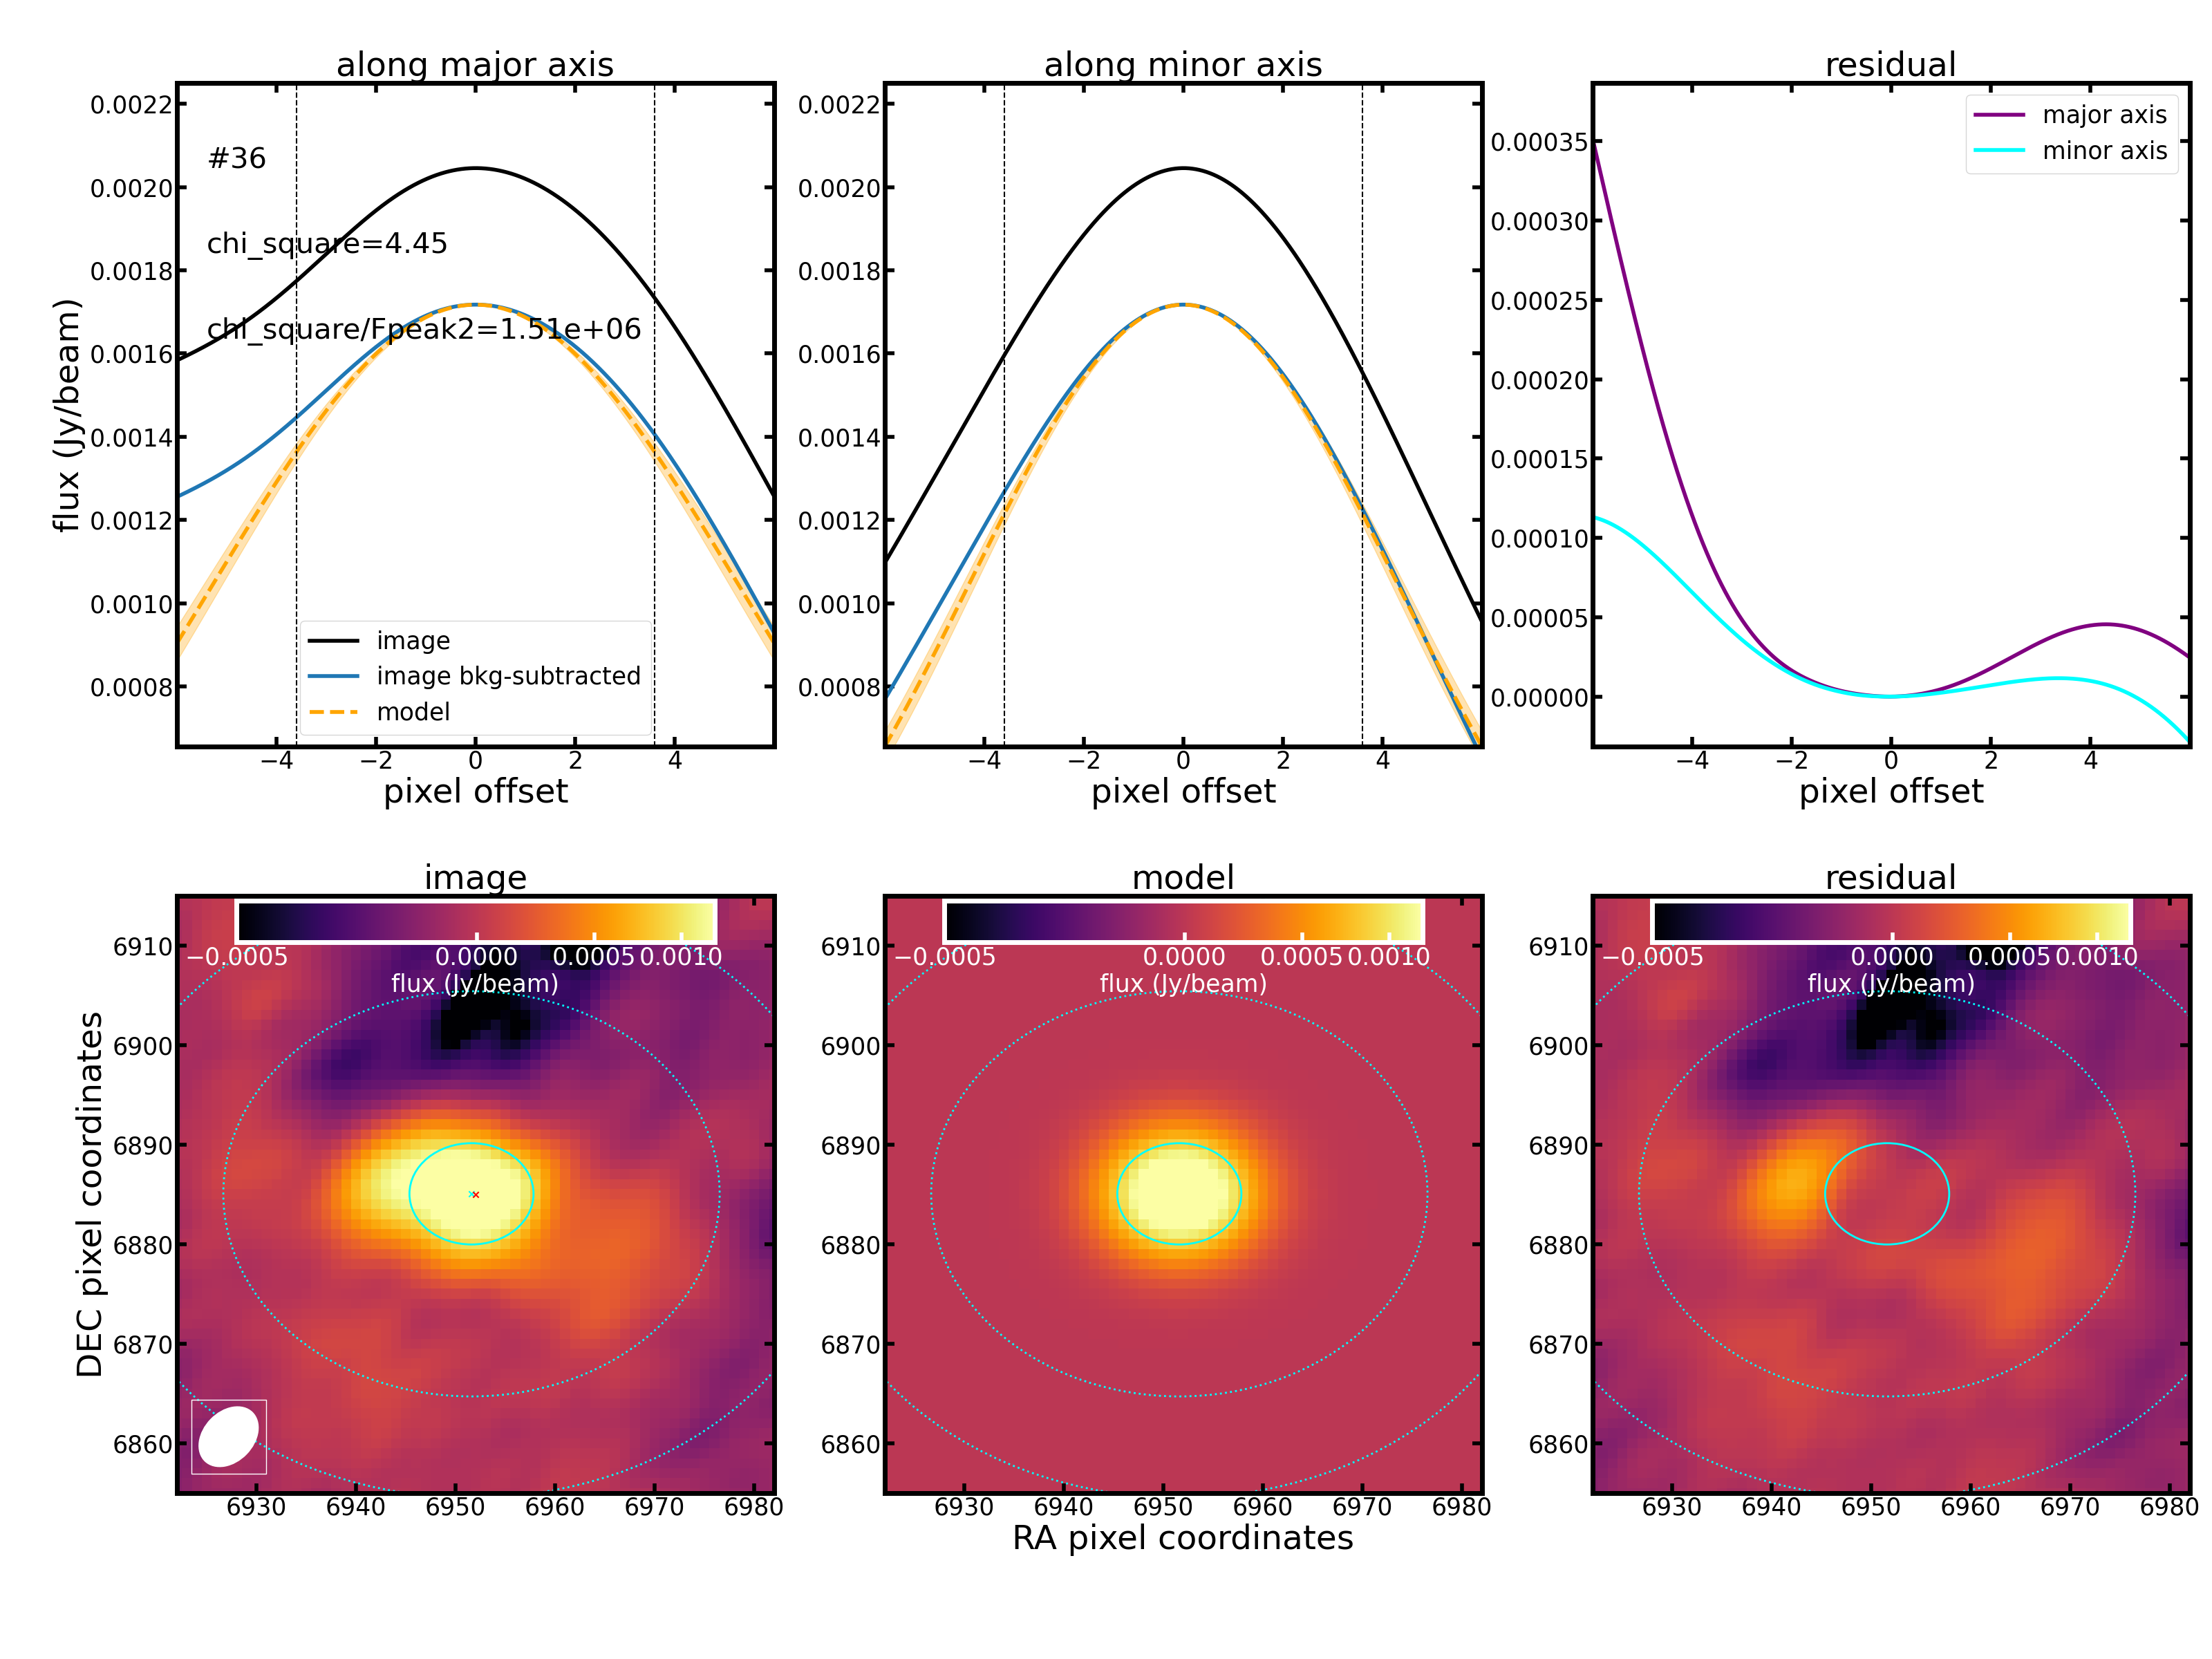 along major axis
along minor axis
residual
0.0022
0.0020
0.0018
0.0016
0.0014
0.0012
0.0010
0.0008
flux (Jy/beam)
#36
chi_square=4.45
chi_square/Fpeak2=1.51e+06
image
image bkg-subtracted
model
−4 −2 0 2 4
pixel offset
0.0022
0.0020
0.0018
0.0016
0.0014
0.0012
0.0010
0.0008
−4 −2 0 2 4
pixel offset
0.00035
0.00030
0.00025
0.00020
0.00015
0.00010
0.00005
0.00000
major axis
minor axis
−4 −2 0 2 4
pixel offset
image
model
residual
DEC pixel coordinates
6910
6900
6890
6880
6870
6860
−0.0005 0.0000 0.0005 0.0010
flux (Jy/beam)
6930 6940 6950 6960 6970 6980
6910
6900
6890
6880
6870
6860
−0.0005 0.0000 0.0005 0.0010
flux (Jy/beam)
6930 6940 6950 6960 6970 6980
RA pixel coordinates
6910
6900
6890
6880
6870
6860
−0.0005 0.0000 0.0005 0.0010
flux (Jy/beam)
6930 6940 6950 6960 6970 6980